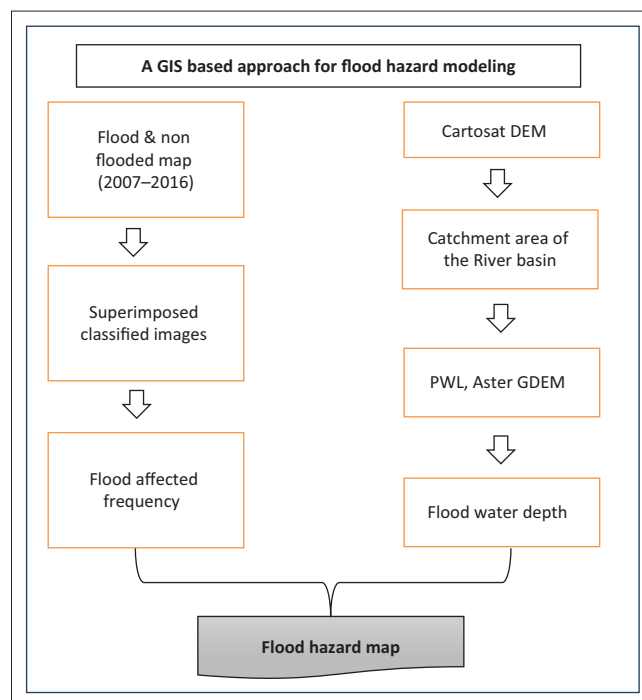 A GIS based approach for flood hazard modeling
Flood & non
flooded map
(2007–2016)
Superimposed
classified images
Flood affected
frequency
Cartosat DEM
Catchment area of
the River basin
PWL, Aster GDEM
Flood water depth
Flood hazard map